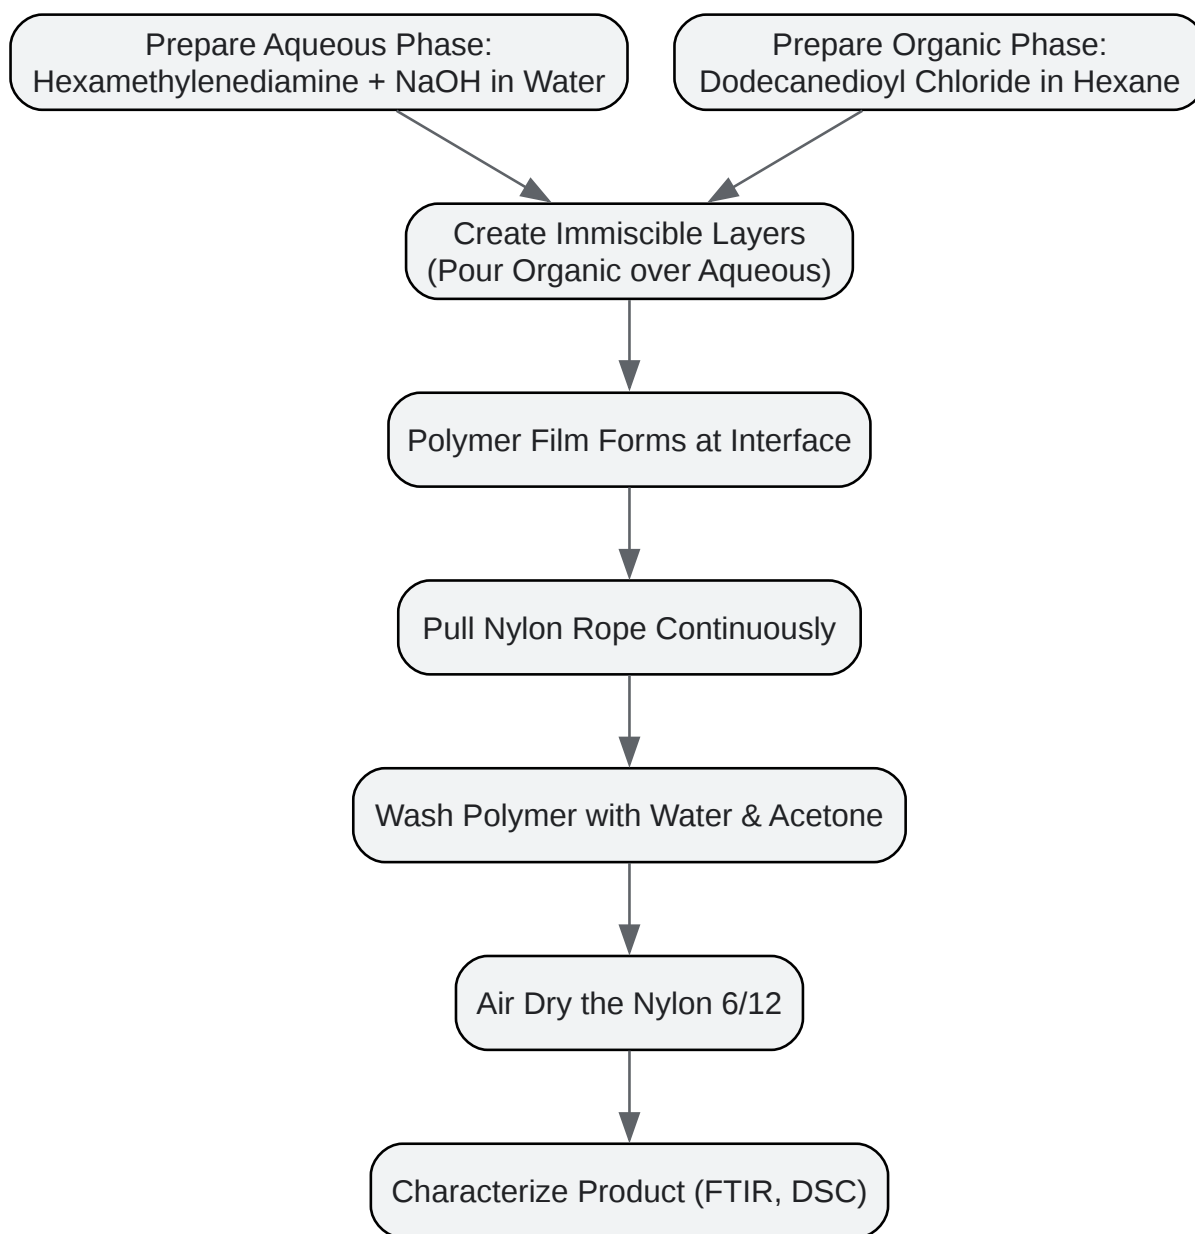 Prepare Aqueous Phase:
Hexamethylenediamine + NaOH in Water
Prepare Organic Phase:
Dodecanedioyl Chloride in Hexane
Create Immiscible Layers
(Pour Organic over Aqueous)
Polymer Film Forms at Interface
Pull Nylon Rope Continuously
Wash Polymer with Water & Acetone
Air Dry the Nylon 6/12
Characterize Product (FTIR, DSC)